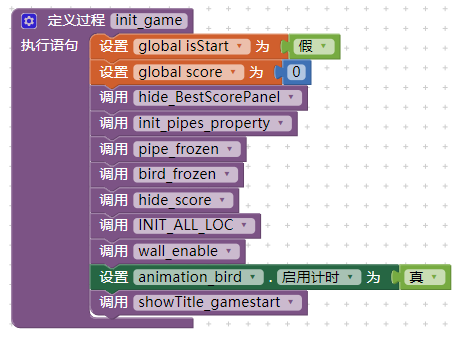 定义过程 init_game
执行语句 设置 global isStart 为 假
设置 global score 为 0
调用 hide_BestScorePanel
调用 init_pipes_property
调用 pipe_frozen
调用 bird_frozen
调用 hide_score
调用 INIT_ALL_LOC
调用 wall_enable
设置 animation_bird . 启用计时 为 真
调用 showTitle_gamestart